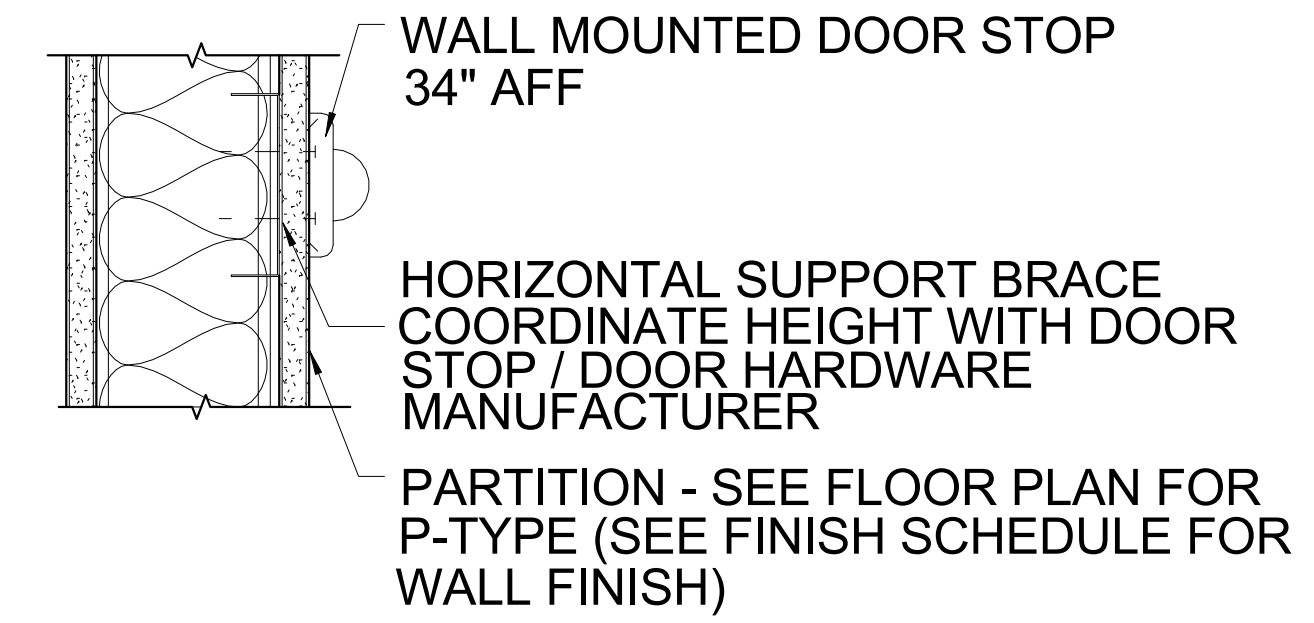 WALL MOUNTED DOOR STOP
34" AFF
HORIZONTAL SUPPORT BRACE
COORDINATE HEIGHT WITH DOOR
STOP / DOOR HARDWARE
MANUFACTURER
PARTITION - SEE FLOOR PLAN FOR
P-TYPE (SEE FINISH SCHEDULE FOR
WALL FINISH)